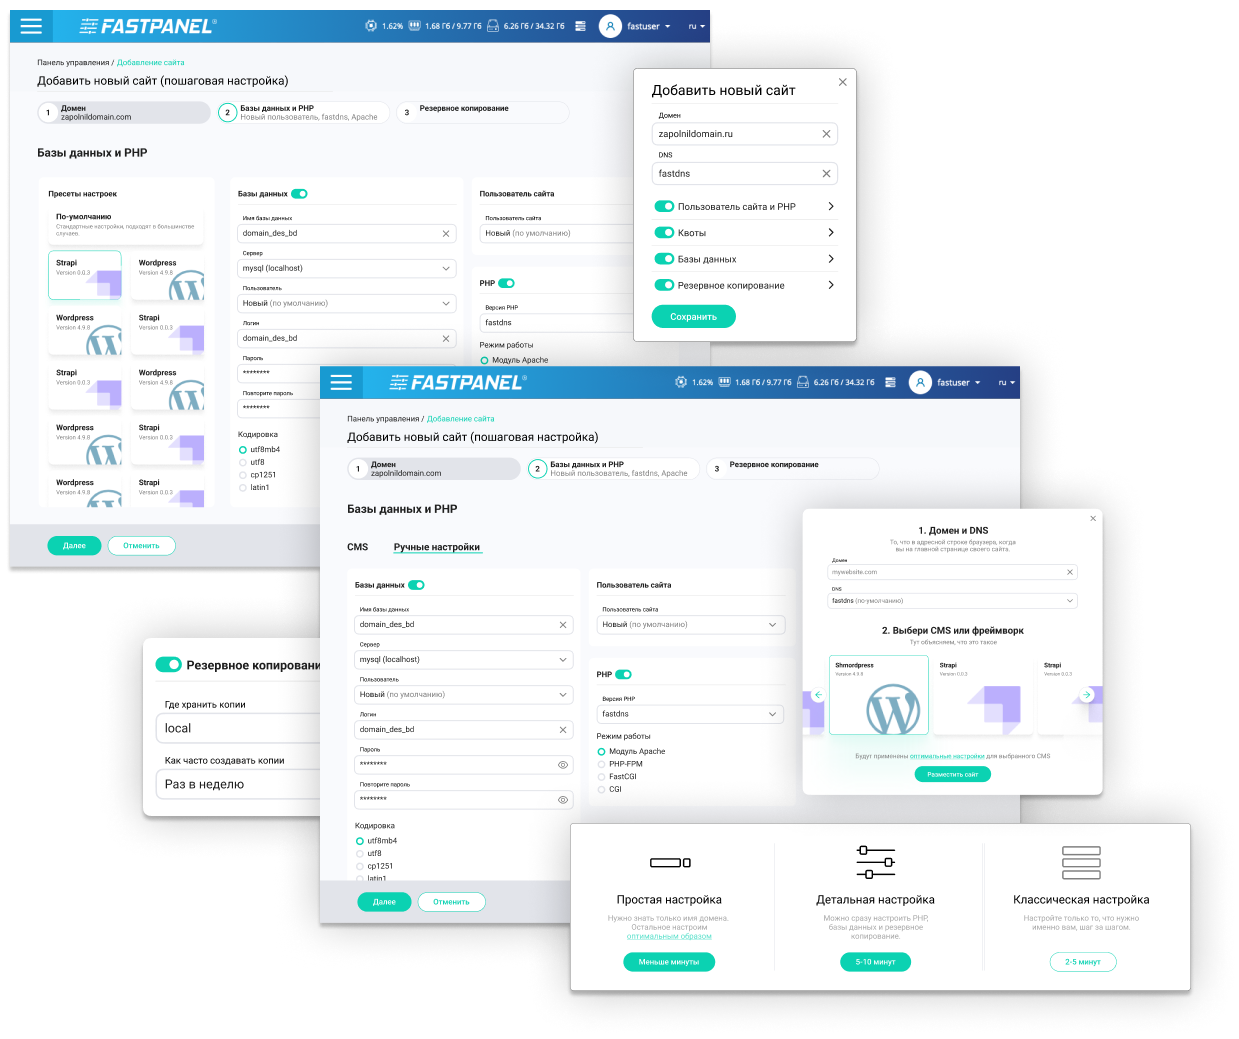 FASTPANEL®
1.62%
1.68 Гб / 9.77 Гб
6.26 Гб / 34.32 Гб
fastuser
ru
Панель управления / Добавление сайта
Добавить новый сайт (пошаговая настройка)
1
Домен
zapolnildomain.com
2
Базы данных и PHP
Новый пользователь, fastdns, Apache
3
Резервное копирование
Базы данных и PHP
Пресеты настроек
По-умолчанию
Стандартные настройки, подходят в большинстве
случаев.
Strapi
Version 0.0.3
Wordpress
Version 4.9.8
Wordpress
Version 4.9.8
Strapi
Version 0.0.3
Strapi
Version 0.0.3
Wordpress
Version 4.9.8
Wordpress
Version 4.9.8
Strapi
Version 0.0.3
Wordpress
Version 4.9.8
Strapi
Version 0.0.3
Базы данных
Имя базы данных
domain_des_bd
Сервер
mysql (localhost)
Пользователь
Новый (по умолчанию)
Логин
domain_des_bd
Пароль
********
Повторите пароль
********
Кодировка
utf8mb4
utf8
cp1251
latin1
Пользователь сайта
Пользователь сайта
Новый (по умолчанию)
PHP
Версия PHP
fastdns
Режим работы
Модуль Apache
Далее
Отменить
Добавить новый сайт
Домен
zapolnildomain.ru
DNS
fastdns
Пользователь сайта и PHP
Квоты
Базы данных
Резервное копирование
Сохранить
Резервное копировани
Где хранить копии
local
Как часто создавать копии
Раз в неделю
FASTPANEL®
1.62%
1.68 Гб / 9.77 Гб
6.26 Гб / 34.32 Гб
fastuser
ru
Панель управления / Добавление сайта
Добавить новый сайт (пошаговая настройка)
1
Домен
zapolnildomain.com
2
Базы данных и PHP
Новый пользователь, fastdns, Apache
3
Резервное копирование
Базы данных и PHP
CMS
Ручные настройки
Базы данных
Имя базы данных
domain_des_bd
Сервер
mysql (localhost)
Пользователь
Новый (по умолчанию)
Логин
domain_des_bd
Пароль
********
Повторите пароль
********
Кодировка
utf8mb4
utf8
cp1251
latin1
Пользователь сайта
Пользователь сайта
Новый (по умолчанию)
PHP
Версия PHP
fastdns
Режим работы
Модуль Apache
PHP-FPM
FastCGI
CGI
Далее
Отменить
1. Домен и DNS
То, что в адресной строке браузера, когда
вы на главной странице своего сайта.
Домен
mywebsite.com
DNS
fastdns (по-умолчанию)
2. Выбери CMS или фреймворк
Тут объясняем, что это такое
Shmordpress
Version 4.9.8
Strapi
Version 0.0.3
Strapi
Version 0.0.3
Будут применены оптимальные настройки для выбранного CMS
Разместить сайт
Простая настройка
Нужно знать только имя домена.
Остальное настроим
оптимальным образом
Меньше минуты
Детальная настройка
Можно сразу настроить PHP,
базы данных и резервное
копирование.
5-10 минут
Классическая настройка
Настройте только то, что нужно
именно вам, шаг за шагом.
2-5 минут